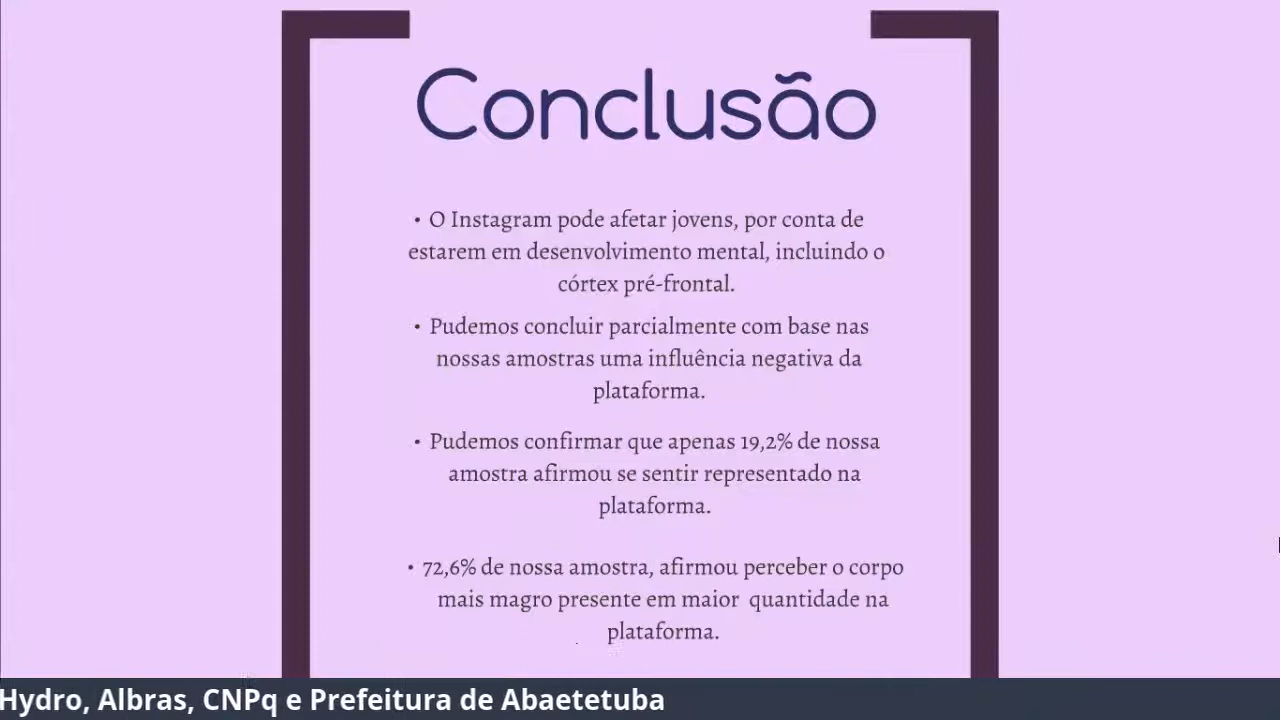 Conclusão
• O Instagram pode afetar jovens, por conta de
estarem em desenvolvimento mental, incluindo o
córtex pré-frontal.
• Pudemos concluir parcialmente com base nas
nossas amostras uma influência negativa da
plataforma.
• Pudemos confirmar que apenas 19,2% de nossa
amostra afirmou se sentir representado na
plataforma.
• 72,6% de nossa amostra, afirmou perceber o corpo
mais magro presente em maior  quantidade na
plataforma.
Hydro, Albras, CNPq e Prefeitura de Abaetetuba